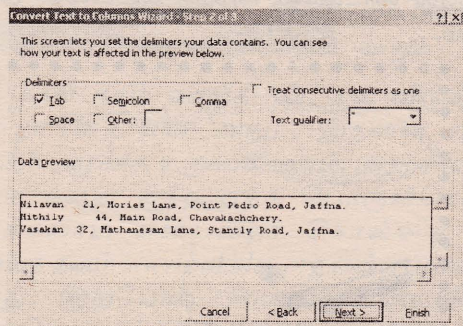 Convert Text to Columns Wizard - Step 2 of 3
This screen lets you set the delimiters your data contains. You can see
how your text is affected in the preview below.
Delimiters
Tab Semicolon Comma
Space Other:
Treat consecutive delimiters as one
Text qualifier: "
Data preview
Nilavan 21, Mories Lane, Point Pedro Road, Jaffna.
Mithily 44, Main Road, Chavakachchery.
Vasakan 32, Mathanesan Lane, Stantly Road, Jaffna.
Cancel < Back Next > Finish